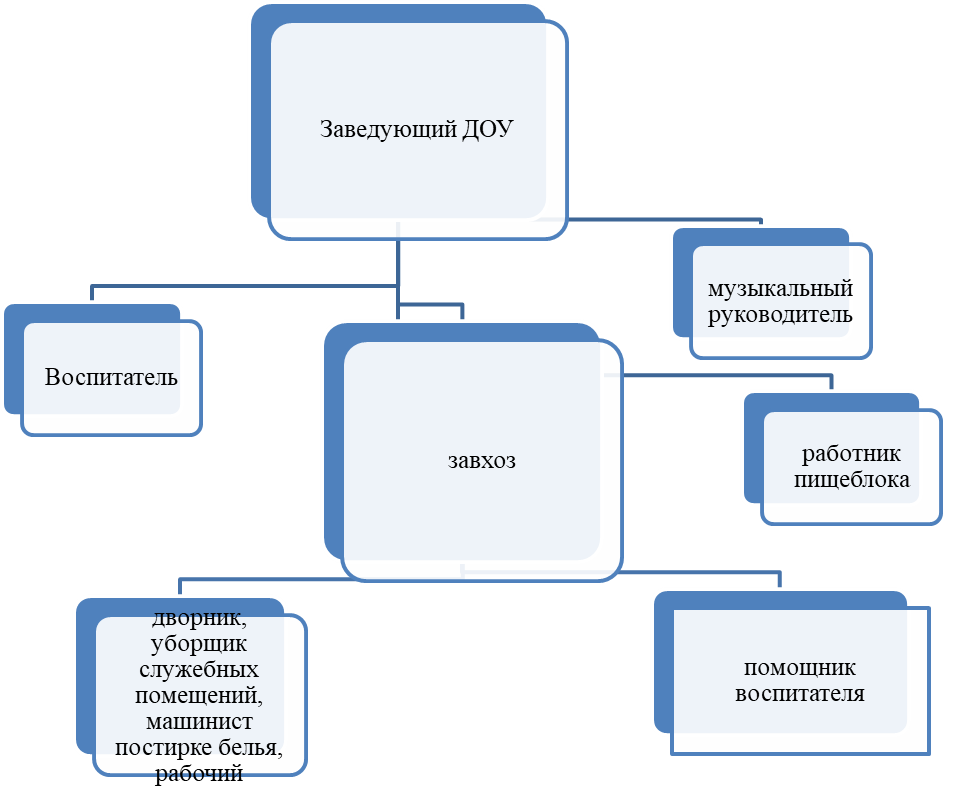 Заведующий ДОУ
музыкальный
руководитель
Воспитатель
завхоз
работник
пищеблока
дворник,
уборщик
служебных
помещений,
машинист
постирке белья,
рабочий
помощник
воспитателя